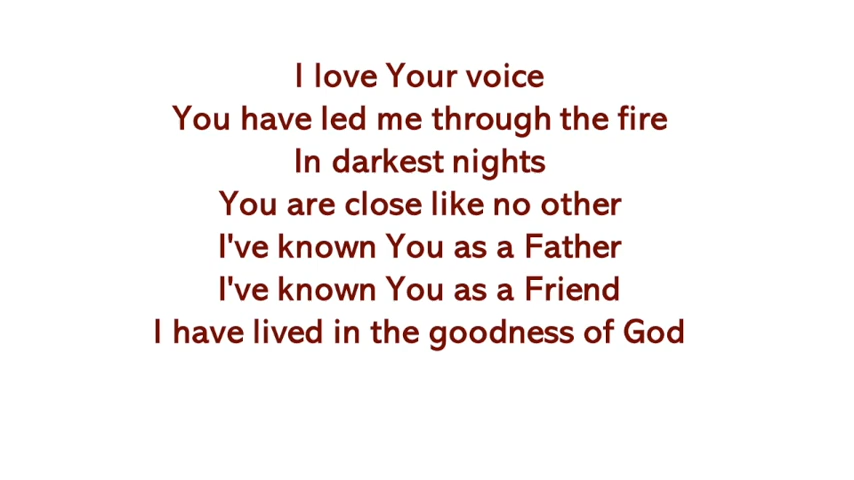 I love Your voice
You have led me through the fire
In darkest nights
You are close like no other
I've known You as a Father
I've known You as a Friend
I have lived in the goodness of God